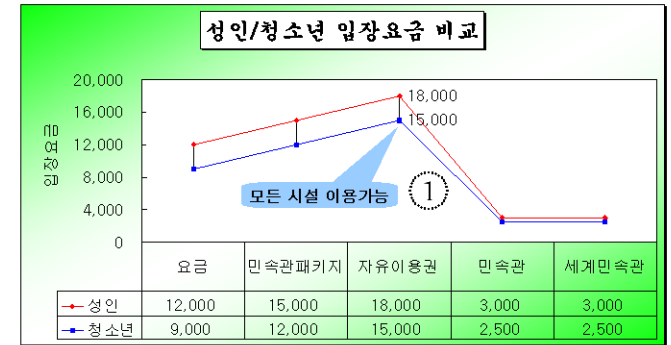 성인/청소년 입장요금 비교
입장요금
20,000
16,000
12,000
8,000
4,000
0
18,000
15,000
모든 시설 이용가능
1
요금 민속관패키지 자유이용권 민속관 세계민속관
성인 12,000 15,000 18,000 3,000 3,000
청소년 9,000 12,000 15,000 2,500 2,500